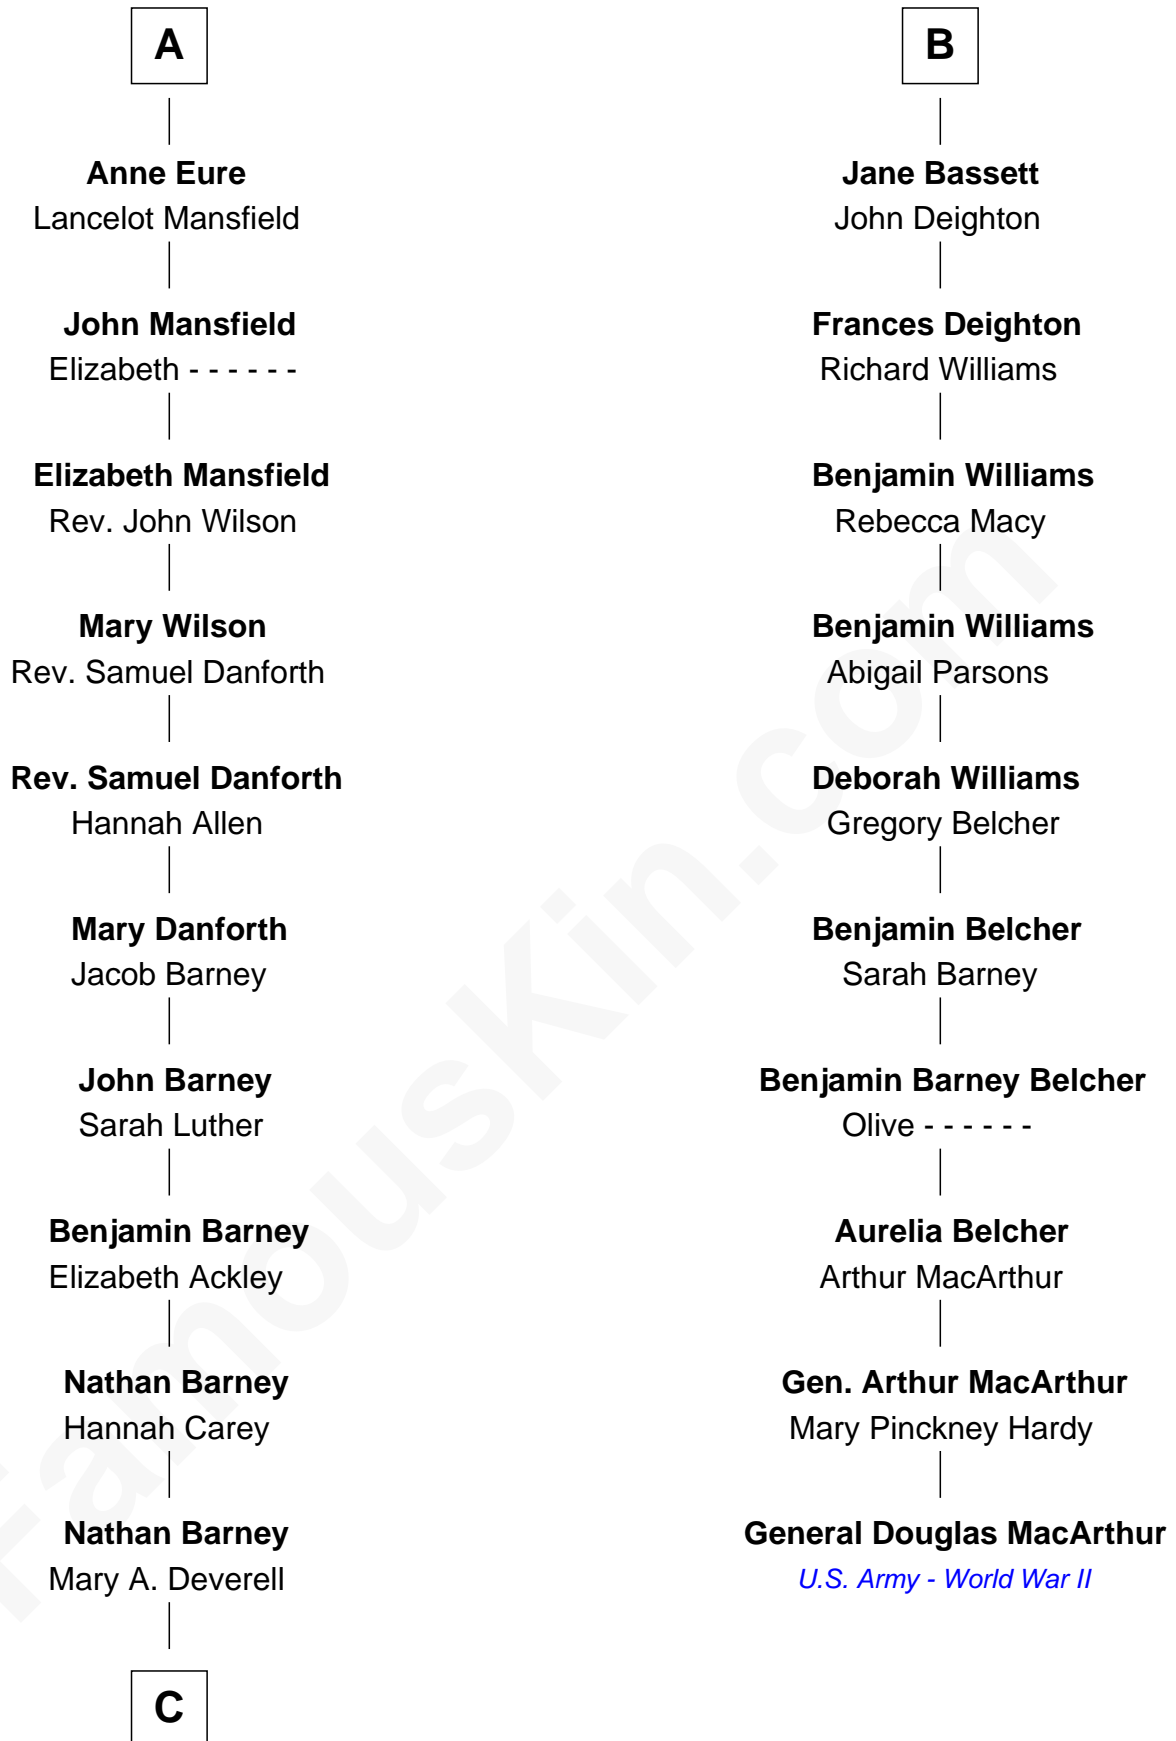 A
Anne Eure
Lancelot Mansfield
John Mansfield
Elizabeth - - - - - -
Elizabeth Mansfield
Rev. John Wilson
Mary Wilson
Rev. Samuel Danforth
Rev. Samuel Danforth
Hannah Allen
Mary Danforth
Jacob Barney
John Barney
Sarah Luther
Benjamin Barney
Elizabeth Ackley
Nathan Barney
Hannah Carey
Nathan Barney
Mary A. Deverell
C
B
Jane Bassett
John Deighton
Frances Deighton
Richard Williams
Benjamin Williams
Rebecca Macy
Benjamin Williams
Abigail Parsons
Deborah Williams
Gregory Belcher
Benjamin Belcher
Sarah Barney
Benjamin Barney Belcher
Olive - - - - - -
Aurelia Belcher
Arthur MacArthur
Gen. Arthur MacArthur
Mary Pinckney Hardy
General Douglas MacArthur
U.S. Army - World War II
FamousKin.com